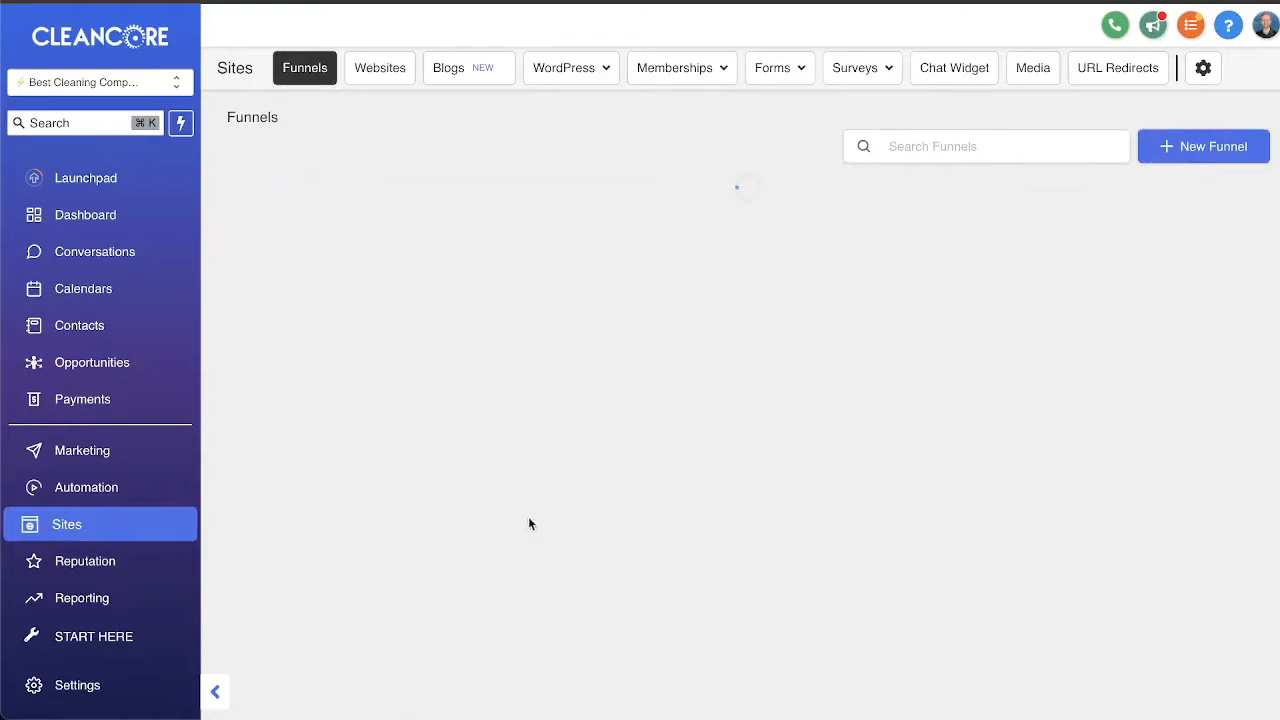 CLEANCORE
Best Cleaning Comp...
Search ⌘ K
Launchpad
Dashboard
Conversations
Calendars
Contacts
Opportunities
Payments
Marketing
Automation
Sites
Reputation
Reporting
START HERE
Settings
Sites Funnels Websites Blogs NEW WordPress Memberships Forms Surveys Chat Widget Media URL Redirects
Funnels
Search Funnels + New Funnel